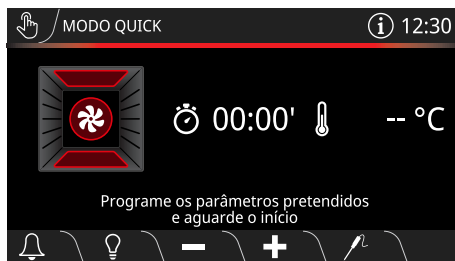 MODO QUICK
i 12:30
00:00' -- °C
Programe os parâmetros pretendidos
e aguarde o início